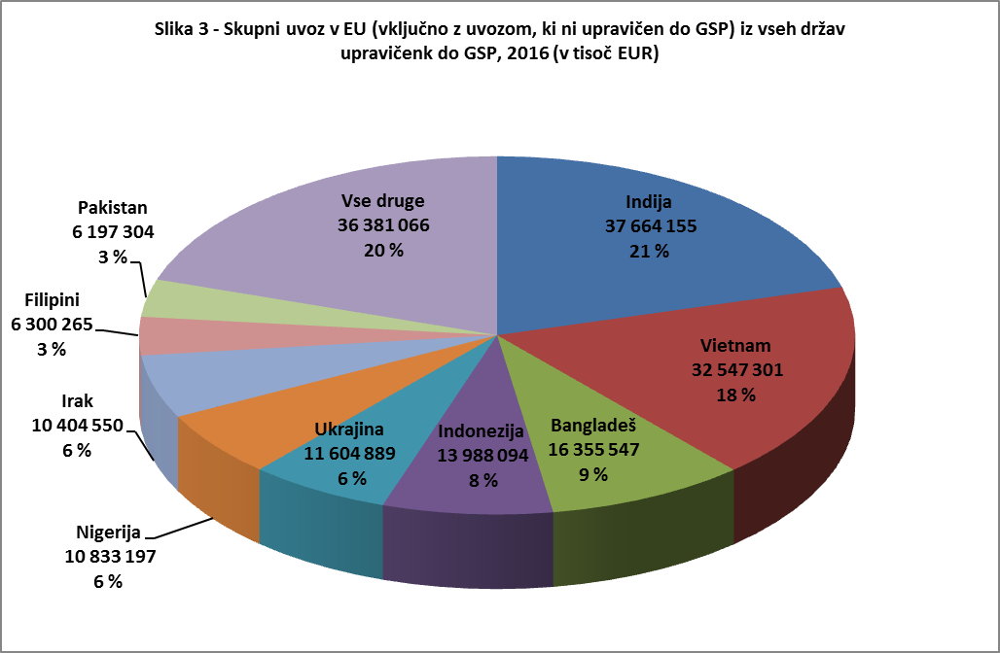 Slika 3 - Skupni uvoz v EU (vključno z uvozom, ki ni upravičen do GSP) iz vseh držav
upravičenk do GSP, 2016 (v tisoč EUR)
Indija
37 664 155
21 %
Vietnam
32 547 301
18 %
Bangladeš
16 355 547
9 %
Indonezija
13 988 094
8 %
Ukrajina
11 604 889
6 %
Nigerija
10 833 197
6 %
Irak
10 404 550
6 %
Filipini
6 300 265
3 %
Pakistan
6 197 304
3 %
Vse druge
36 381 066
20 %